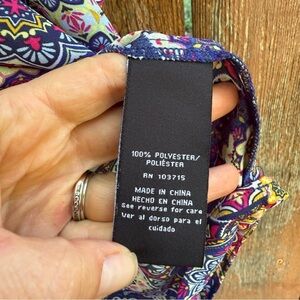 100% POLYESTER/
POLIÉSTER
RN 103715
MADE IN CHINA
HECHO EN CHINA
See reverse for care
Ver al dorso para el
cuidado